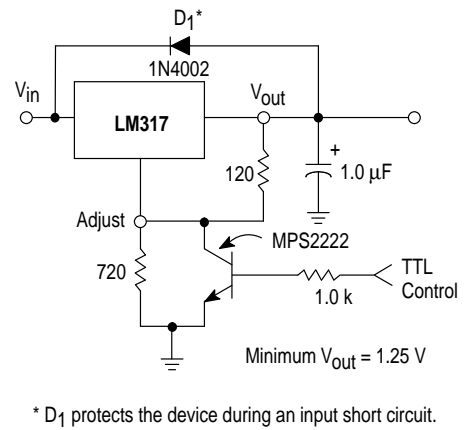 D1*
1N4002
Vin
LM317
Vout
120
+
1.0 µF
Adjust
MPS2222
720
1.0 k
TTL
Control
Minimum Vout = 1.25 V
* D1 protects the device during an input short circuit.